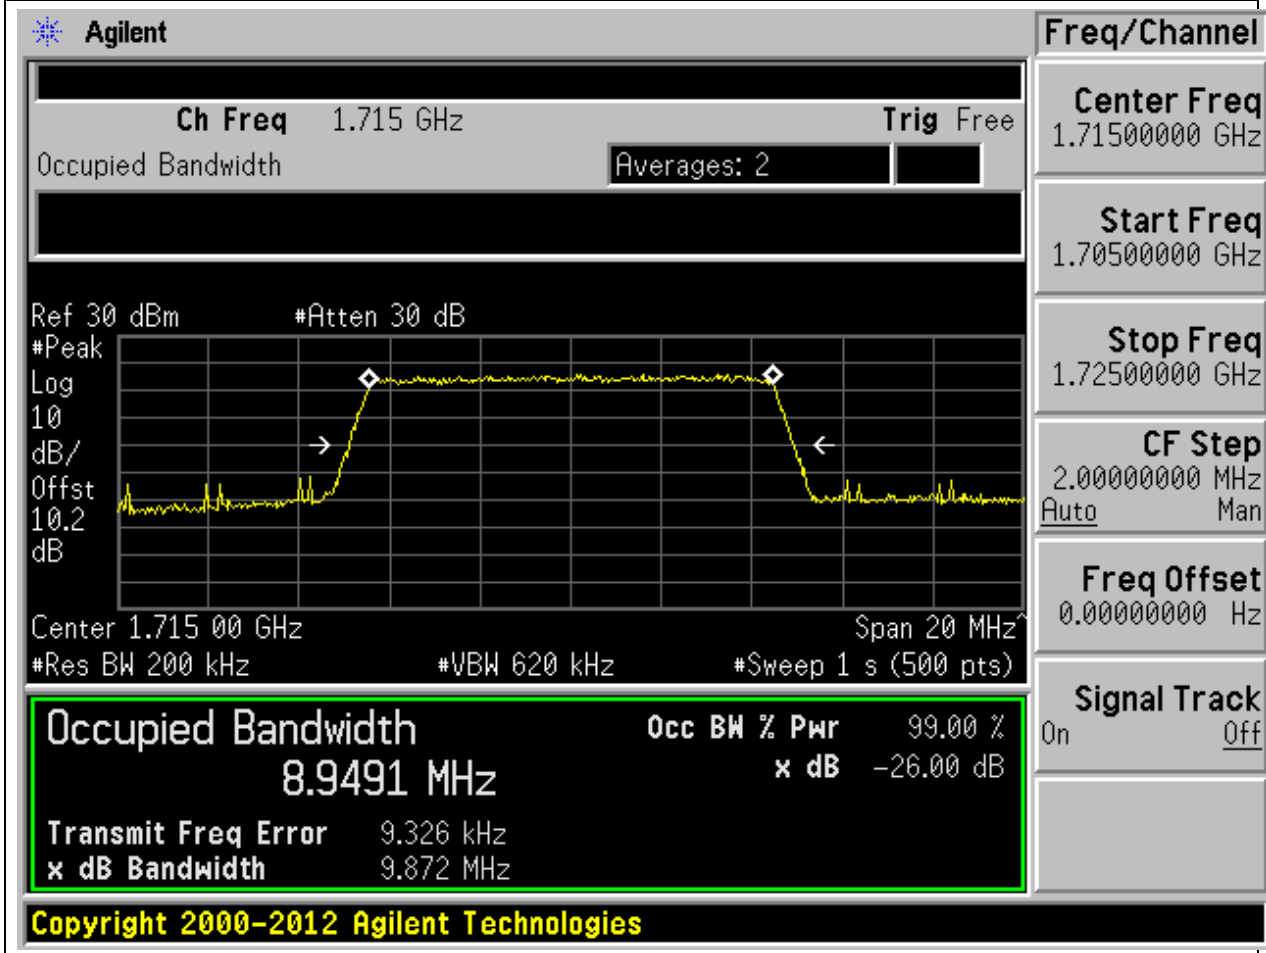 Agilent
Freq/Channel
Ch Freq 1.715 GHz Trig Free
Occupied Bandwidth Averages: 2
Ref 30 dBm #Atten 30 dB
#Peak
Log
10
dB/
Offst
10.2
dB
Center 1.715 00 GHz Span 20 MHz^
#Res BW 200 kHz #VBW 620 kHz #Sweep 1 s (500 pts)
Occupied Bandwidth
8.9491 MHz
Occ BW % Pwr 99.00 %
x dB -26.00 dB
Transmit Freq Error 9.326 kHz
x dB Bandwidth 9.872 MHz
Copyright 2000-2012 Agilent Technologies
Center Freq
1.71500000 GHz
Start Freq
1.70500000 GHz
Stop Freq
1.72500000 GHz
CF Step
2.00000000 MHz
Auto Man
Freq Offset
0.00000000 Hz
Signal Track
On Off